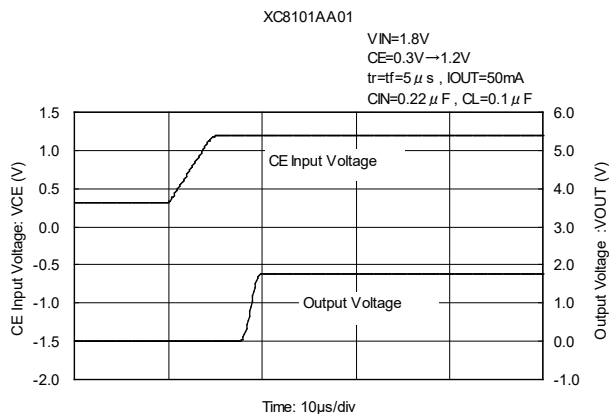 XC8101AA01
VIN=1.8V
CE=0.3V→1.2V
tr=tf=5μs , IOUT=50mA
CIN=0.22μF , CL=0.1μF
CE Input Voltage: VCE (V)
1.5
1.0
0.5
0.0
-0.5
-1.0
-1.5
-2.0
CE Input Voltage
Output Voltage
6.0
5.0
4.0
3.0
2.0
1.0
0.0
-1.0
Output Voltage :VOUT (V)
Time: 10μs/div